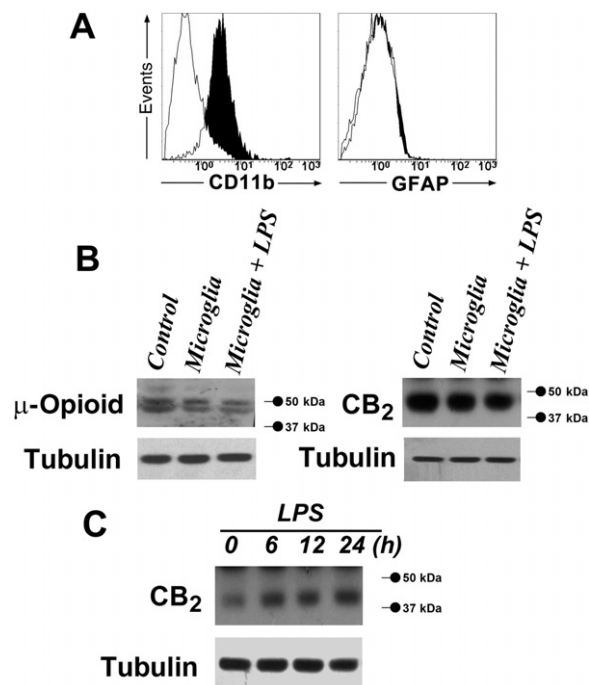 A
Events
10⁰ 10¹ 10² 10³
CD11b
10⁰ 10¹ 10² 10³
GFAP
B
Control
Microglia
Microglia + LPS
μ-Opioid
50 kDa
37 kDa
Tubulin
Control
Microglia
Microglia + LPS
CB₂
50 kDa
37 kDa
Tubulin
C
LPS
0 6 12 24 (h)
CB₂
50 kDa
37 kDa
Tubulin